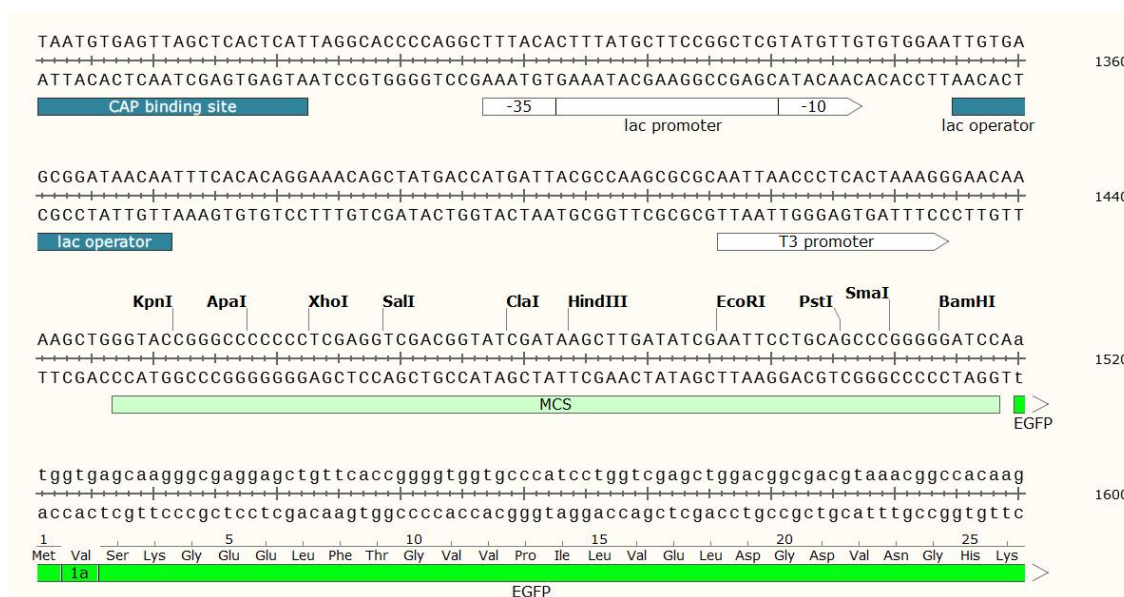 TAATGTGAGTTAGCTCACTCATTAGGCACCCCAGGCTTTACACTTTATGCTTCCGGCTCGTATGTTGTGTGGAATTGTGA
1360
ATTACACTCAATCGAGTGAGTAATCCGTGGGGTCCGAAATGTGAAATACGAAGGCCGAGCATACAACACACCTTAACACT
CAP binding site -35 -10
lac promoter lac operator
GCGGATAACAATTTCACACAGGAAACAGCTATGACCATGATTACGCCAAGCGCGCAATTAACCCTCACTAAAGGGAACAA
1440
CGCCTATTGTTAAAGTGTGTCCTTTGTCGATACTGGTACTAATGCGGTTCGCGCGTTAATTGGGAGTGATTTCCCTTGTT
lac operator T3 promoter
KpnI ApaI XhoI SalI ClaI HindIII EcoRI PstI SmaI BamHI
AAGCTGGGTACCGGGCCCCCCCTCGAGGTCGACGGTATCGATAAGCTTGATATCGAATTCCTGCAGCCCGGGGGATCCAa
1520
TTCGACCCATGGCCCGGGGGGGAGCTCCAGCTGCCATAGCTATTCGAACTATAGCTTAAGGACGTCGGGCCCCCTAGGTt
MCS
EGFP
tggtgagcaagggcgaggagctgttcaccggggtggtgcccatcctggtcgagctggacggcgacgtaaacggccacaag
1600
accactcgttcccgctcctcgacaagtggccccaccacgggtaggaccagctcgacctgccgctgcatttgccggtgttc
1 5 10 15 20 25
Met Val Ser Lys Gly Glu Glu Leu Phe Thr Gly Val Val Pro Ile Leu Val Glu Leu Asp Gly Asp Val Asn Gly His Lys
1a
EGFP